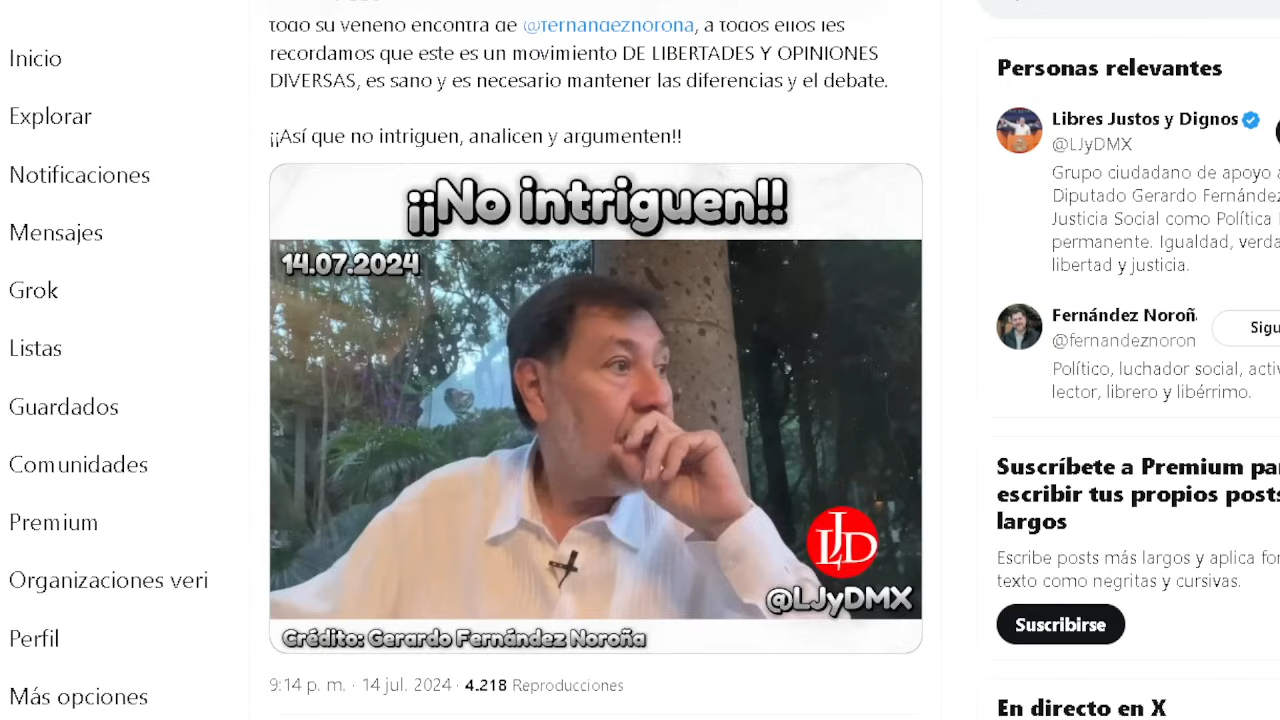 Inicio
Explorar
Notificaciones
Mensajes
Grok
Listas
Guardados
Comunidades
Premium
Organizaciones veri
Perfil
Más opciones
todo su veneno encontra de @fernandeznorona, a todos ellos les
recordamos que este es un movimiento DE LIBERTADES Y OPINIONES
DIVERSAS, es sano y es necesario mantener las diferencias y el debate.
¡¡Así que no intriguen, analicen y argumenten!!
¡¡No intriguen!!
14.07.2024
LJD
@LJyDMX
Crédito: Gerardo Fernández Noroña
9:14 p. m. · 14 jul. 2024 · 4.218 Reproducciones
Personas relevantes
Libres Justos y Dignos
@LJyDMX
Grupo ciudadano de apoyo a
Diputado Gerardo Fernández
Justicia Social como Política
permanente. Igualdad, verda
libertad y justicia.
Fernández Noroñ
@fernandeznoron
Sigu
Político, luchador social, activ
lector, librero y libérrimo.
Suscríbete a Premium par
escribir tus propios posts
largos
Escribe posts más largos y aplica for
texto como negritas y cursivas.
Suscribirse
En directo en X